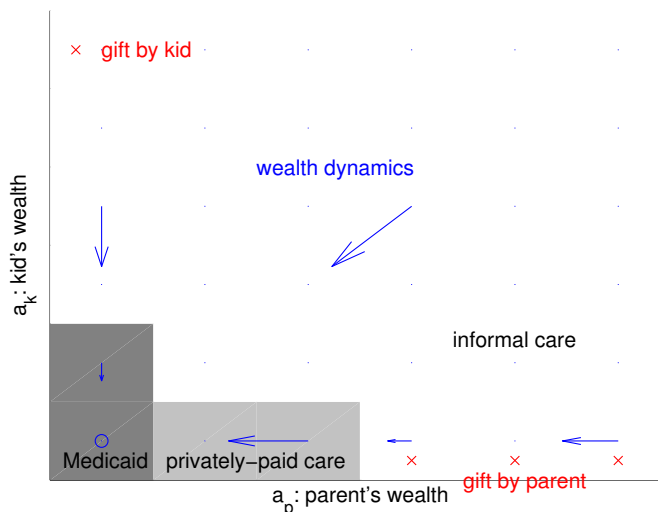 gift by kid
wealth dynamics
a_k: kid's wealth
informal care
Medicaid
privately−paid care
gift by parent
a_p: parent's wealth